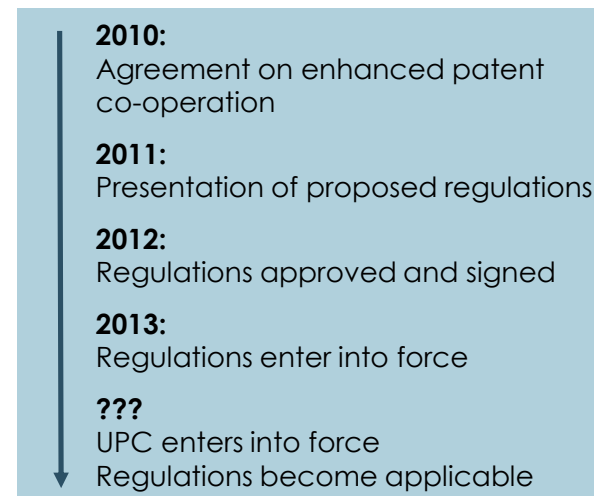 2010:
Agreement on enhanced patent
co-operation
2011:
Presentation of proposed regulations
2012:
Regulations approved and signed
2013:
Regulations enter into force
???
UPC enters into force
Regulations become applicable